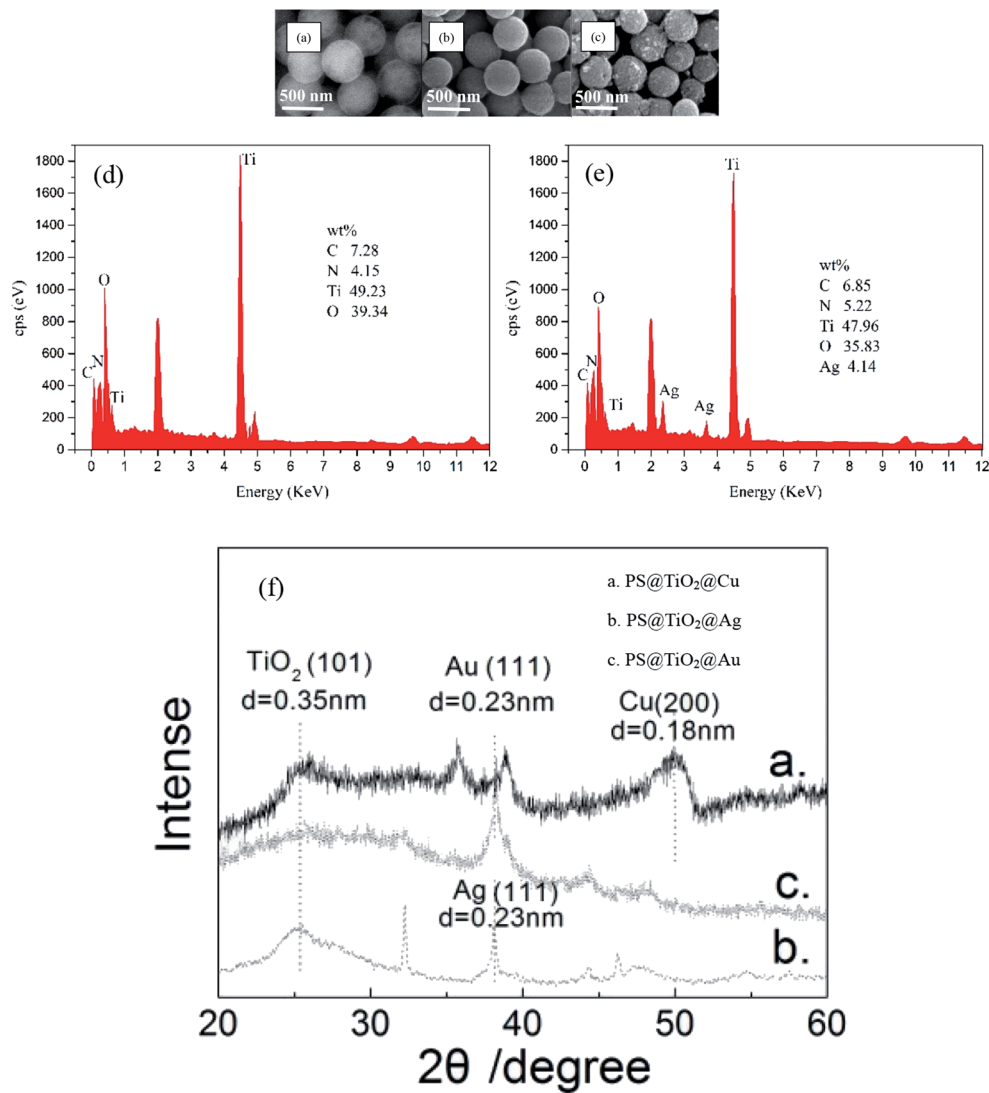 (a)
500 nm
(b)
500 nm
(c)
500 nm
(d)
cps (eV)
1800
1600
1400
1200
1000
800
600
400
200
0
C
N
O
Ti
Ti
wt%
C 7.28
N 4.15
Ti 49.23
O 39.34
0 1 2 3 4 5 6 7 8 9 10 11 12
Energy (KeV)
(e)
cps (eV)
1800
1600
1400
1200
1000
800
600
400
200
0
C
N
O
Ti
Ag
Ag
Ti
wt%
C 6.85
N 5.22
Ti 47.96
O 35.83
Ag 4.14
0 1 2 3 4 5 6 7 8 9 10 11 12
Energy (KeV)
(f)
a. PS@TiO₂@Cu
b. PS@TiO₂@Ag
c. PS@TiO₂@Au
TiO₂ (101)
d=0.35nm
Au (111)
d=0.23nm
Cu(200)
d=0.18nm
a.
c.
Ag (111)
d=0.23nm
b.
Intense
20 30 40 50 60
2θ /degree